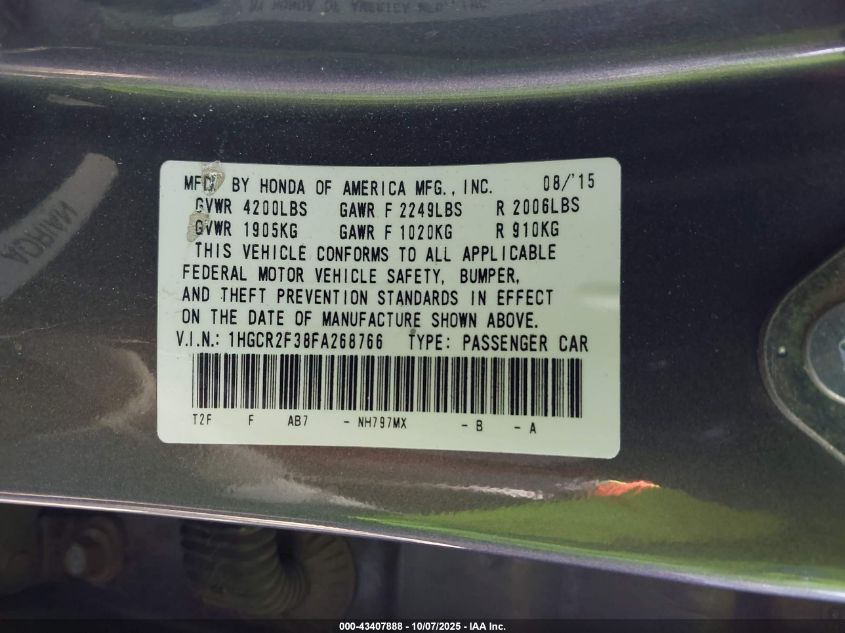 MFD BY HONDA OF AMERICA MFG., INC. 08/'15
GVWR 4200LBS GAWR F 2249LBS R 2006LBS
GVWR 1905KG GAWR F 1020KG R 910KG
THIS VEHICLE CONFORMS TO ALL APPLICABLE
FEDERAL MOTOR VEHICLE SAFETY, BUMPER,
AND THEFT PREVENTION STANDARDS IN EFFECT
ON THE DATE OF MANUFACTURE SHOWN ABOVE.
V.I.N.: 1HGCR2F38FA268766 TYPE: PASSENGER CAR
T2F F AB7 - NH797MX - B - A
000-43407888 - 10/07/2025 - IAA Inc.